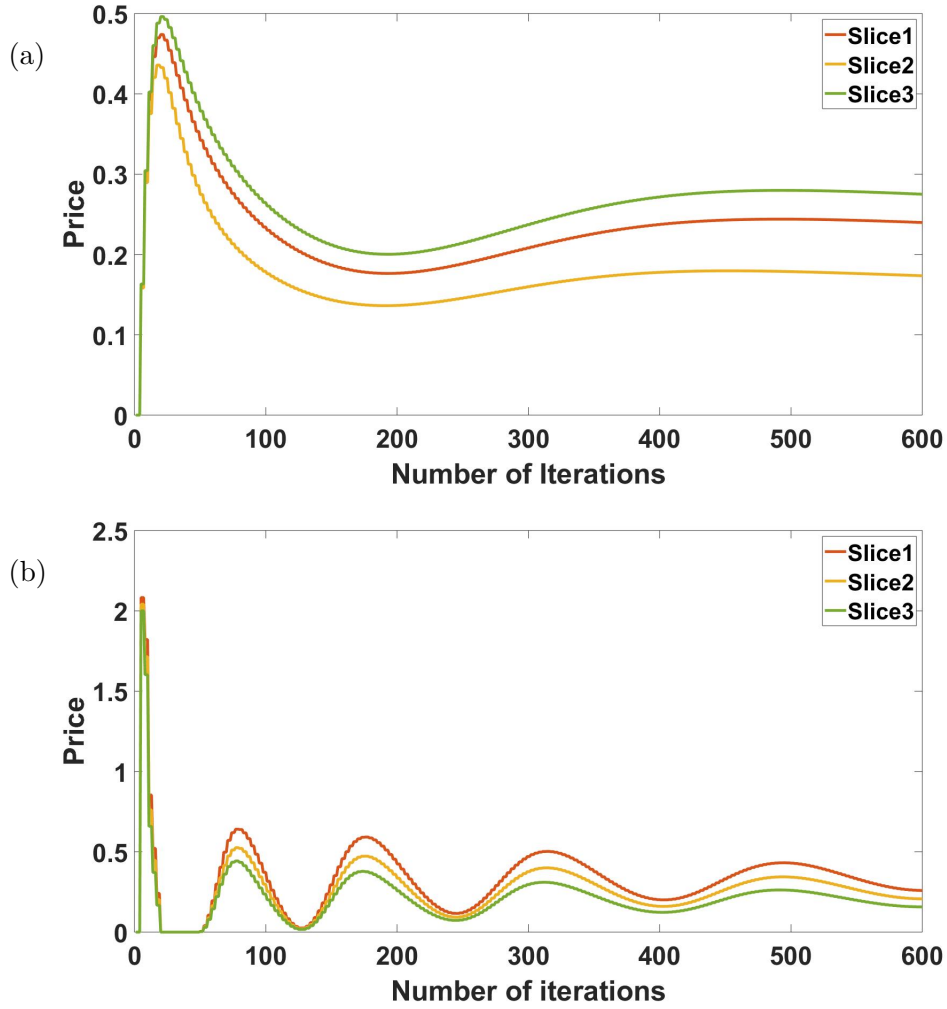 (a)
0.5
0.4
0.3
0.2
0.1
0
Price
Slice1
Slice2
Slice3
0 100 200 300 400 500 600
Number of Iterations
(b)
2.5
2
1.5
1
0.5
0
Price
Slice1
Slice2
Slice3
0 100 200 300 400 500 600
Number of iterations